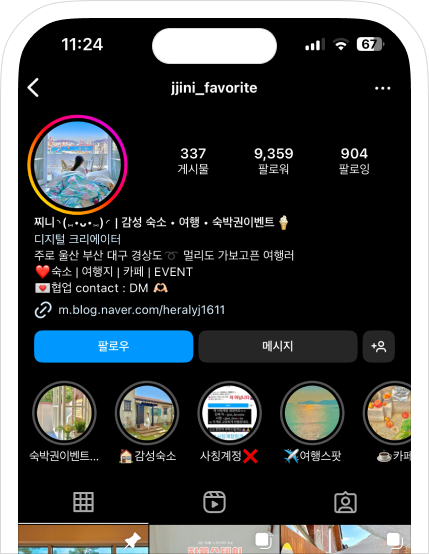 11:24
67
jjini_favorite
337
9,359
904
게시물
팔로워
팔로잉
찌니 ◝(⑅•ᴗ•⑅)◜ | 감성 숙소 • 여행 • 숙박권이벤트 🍦
디지털 크리에이터
주로 울산 부산 대구 경상도 ➿ 멀리도 가보고픈 여행러
❤️숙소 | 여행지 | 카페 | EVENT
💌협업 contact : DM 🫶🏻
m.blog.naver.com/heralyj1611
팔로우
메시지
숙박권이벤트...
🏠감성숙소
사칭계정❌
✈️여행스팟
☕카페